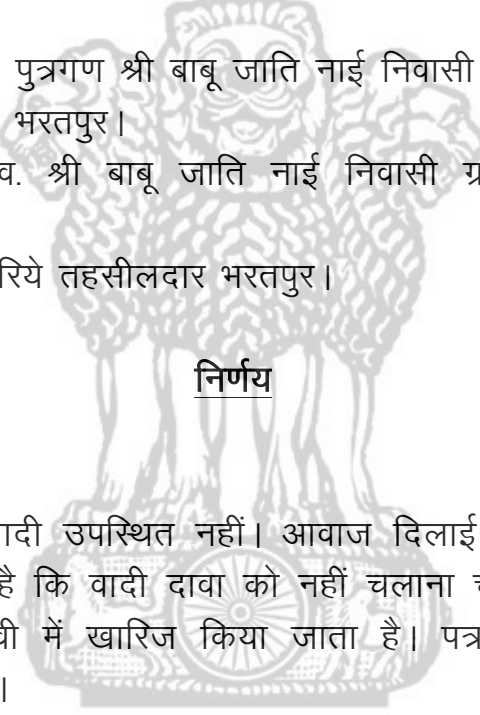 पुत्रगण श्री बाबू जाति नाई निवासी
भरतपुर।
व. श्री बाबू जाति नाई निवासी ग्र
रिये तहसीलदार भरतपुर।
निर्णय
ादी उपस्थित नहीं। आवाज दिलाई
है कि वादी दावा को नहीं चलाना च
वी में खारिज किया जाता है। पत्र
।